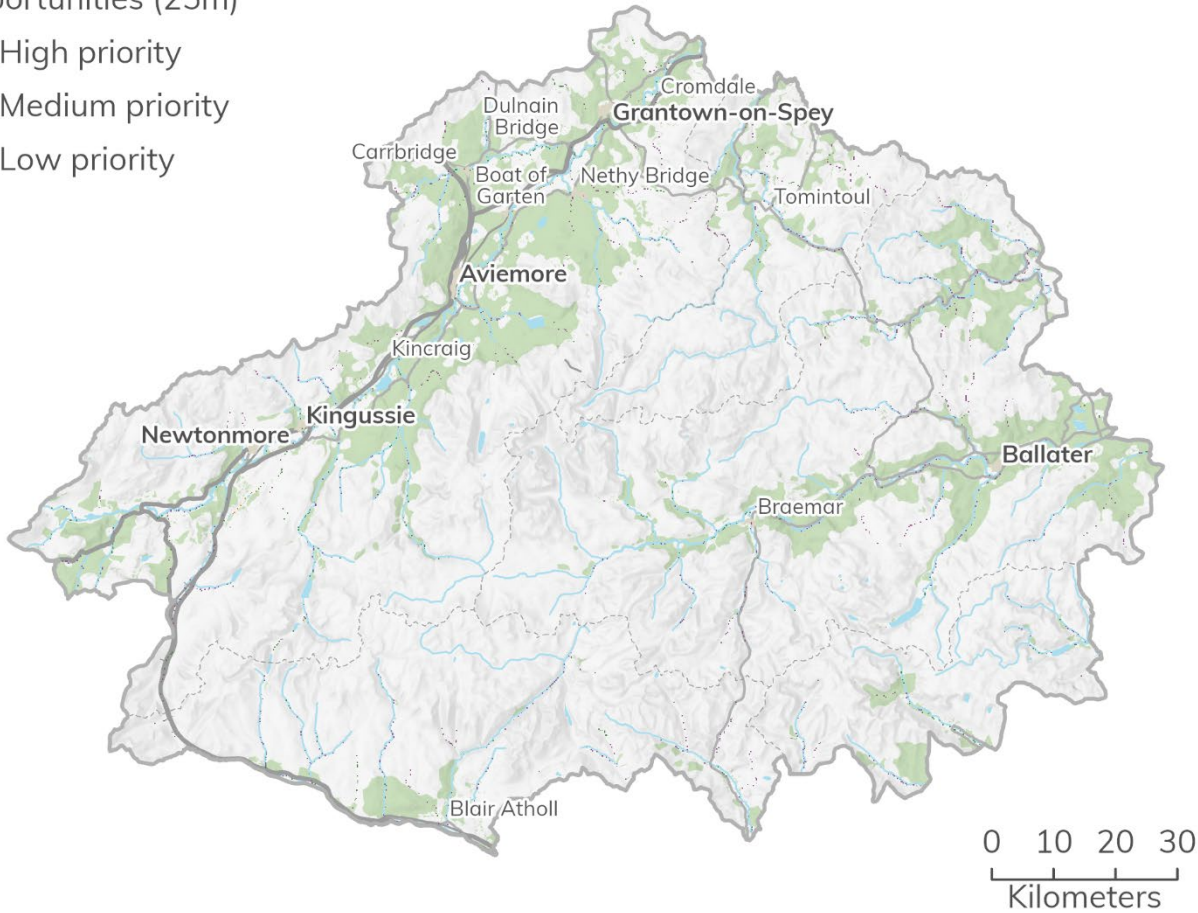 (25m)
High priority
Medium priority
Low priority
Cromdale
Dulnain
Bridge
Grantown-on-Spey
Carrbridge
Boat of
Garten
Nethy Bridge
Tomintoul
Aviemore
Kincraig
Kingussie
Newtonmore
Ballater
Braemar
Blair Atholl
0 10 20 30
Kilometers